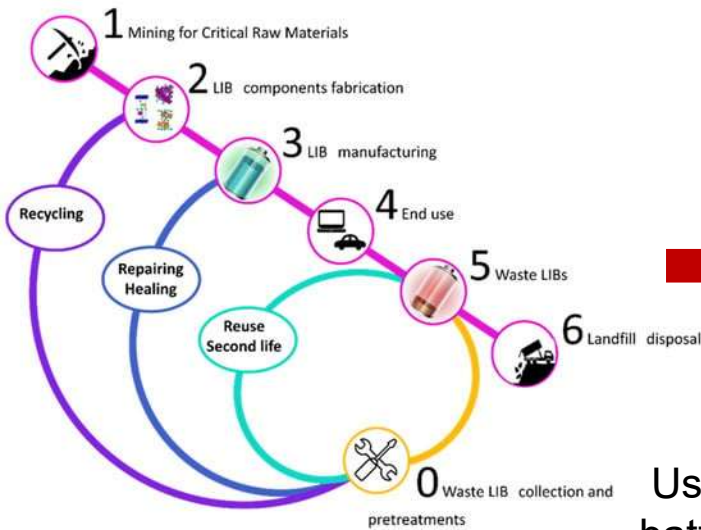 1 Mining for Critical Raw Materials
2 LIB components fabrication
3 LIB manufacturing
4 End use
5 Waste LIBs
6 Landfill disposal
Recycling
Repairing
Healing
Reuse
Second life
0 Waste LIB collection and
pretreatments
Us